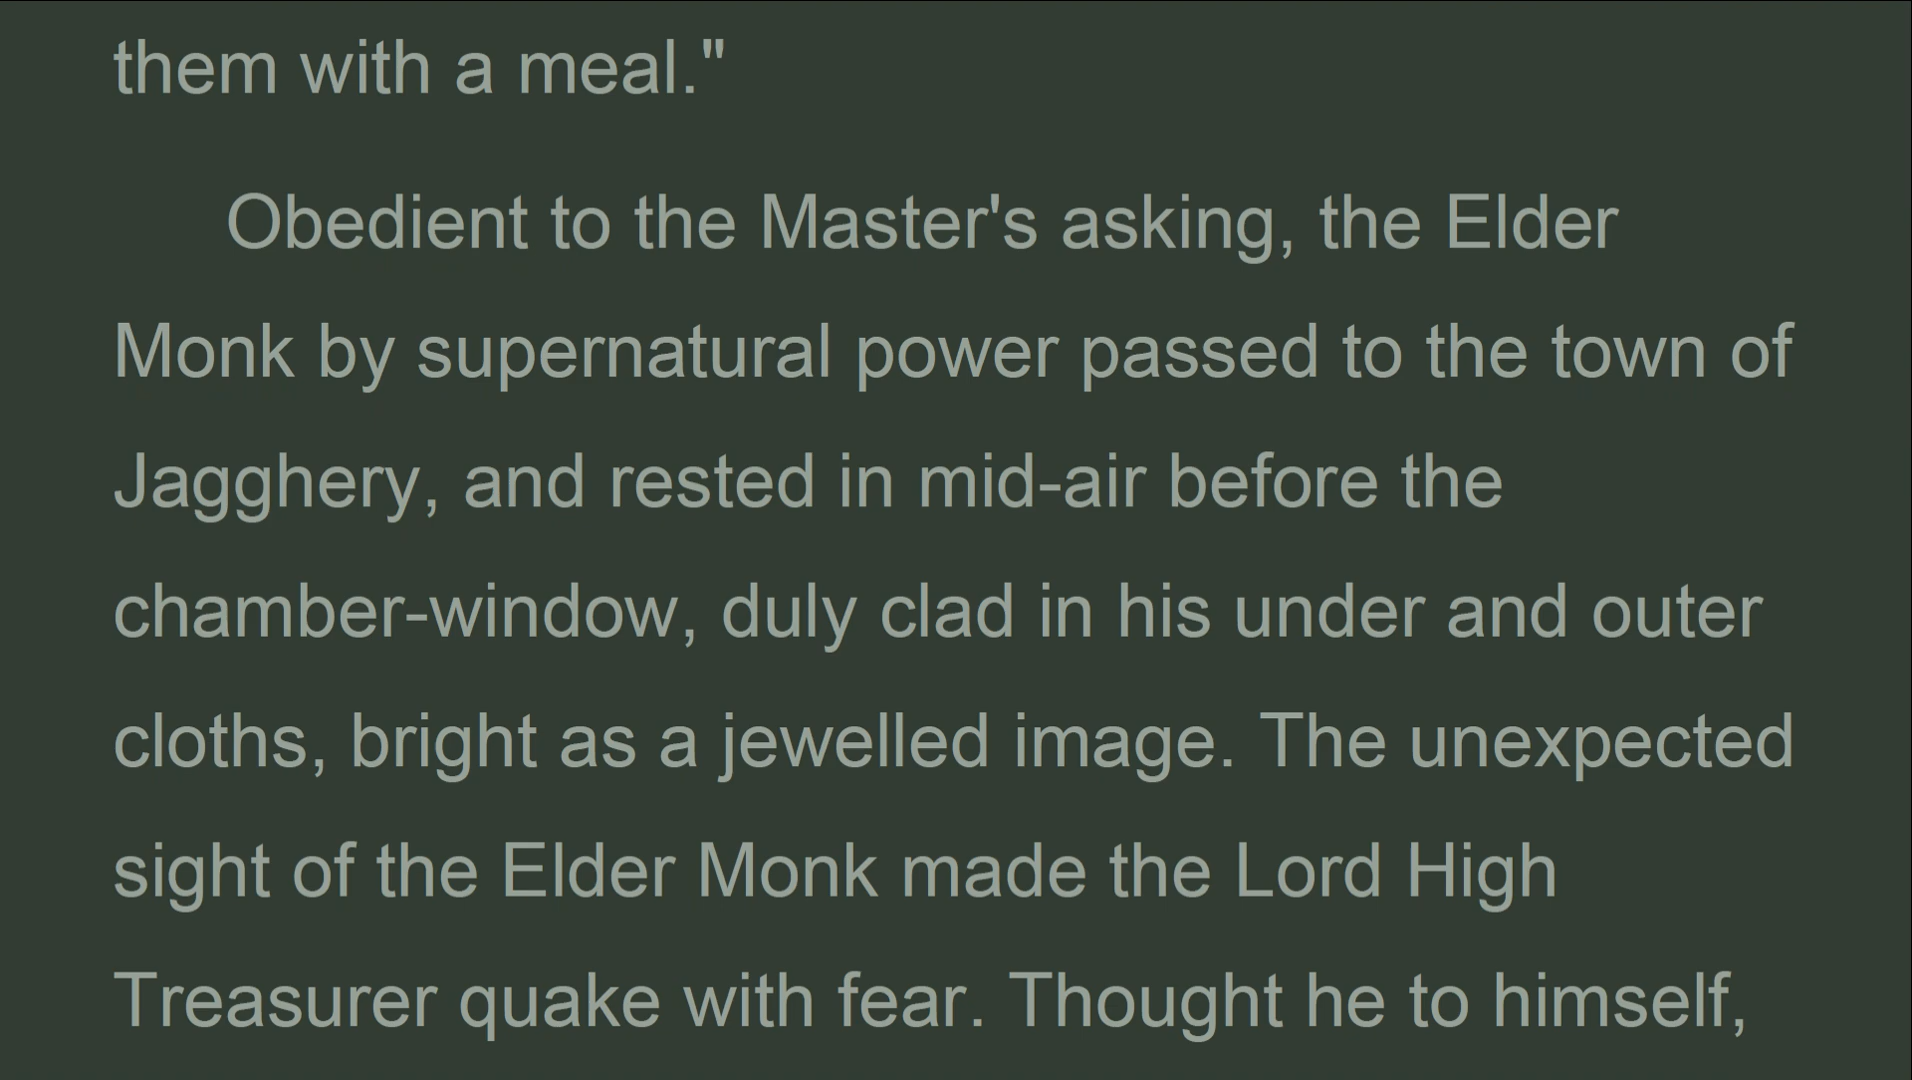 them with a meal."
Obedient to the Master's asking, the Elder
Monk by supernatural power passed to the town of
Jagghery, and rested in mid-air before the
chamber-window, duly clad in his under and outer
cloths, bright as a jewelled image. The unexpected
sight of the Elder Monk made the Lord High
Treasurer quake with fear. Thought he to himself,